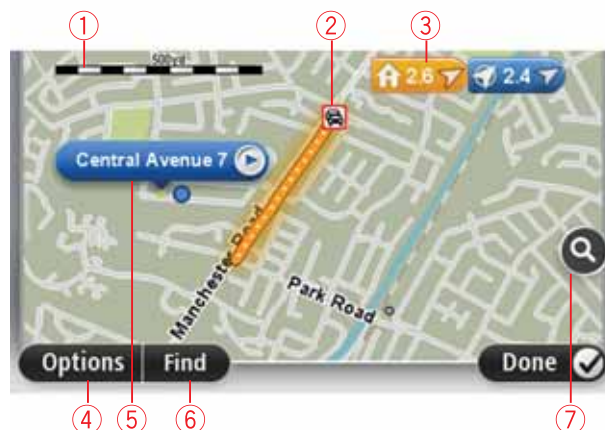 ① ② ③
500yd
2.6 2.4
Central Avenue 7
Manchester Road
Park Road
Options Find Done
④ ⑤ ⑥ ⑦